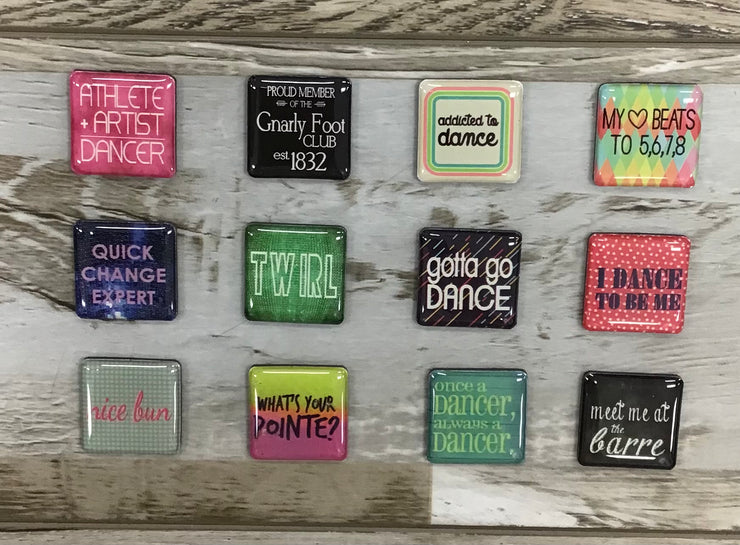 ATHLETE
+ ARTIST
DANCER
PROUD MEMBER
OF THE
Gnarly Foot
CLUB
est.1832
addicted to
dance
MY ♡ BEATS
TO 5,6,7,8
QUICK
CHANGE
EXPERT
TWIRL
gotta go
DANCE
I DANCE
TO BE ME
nice bun
WHAT'S YOUR
POINTE?
once a
Dancer,
always a
Dancer.
meet me at
the
barre